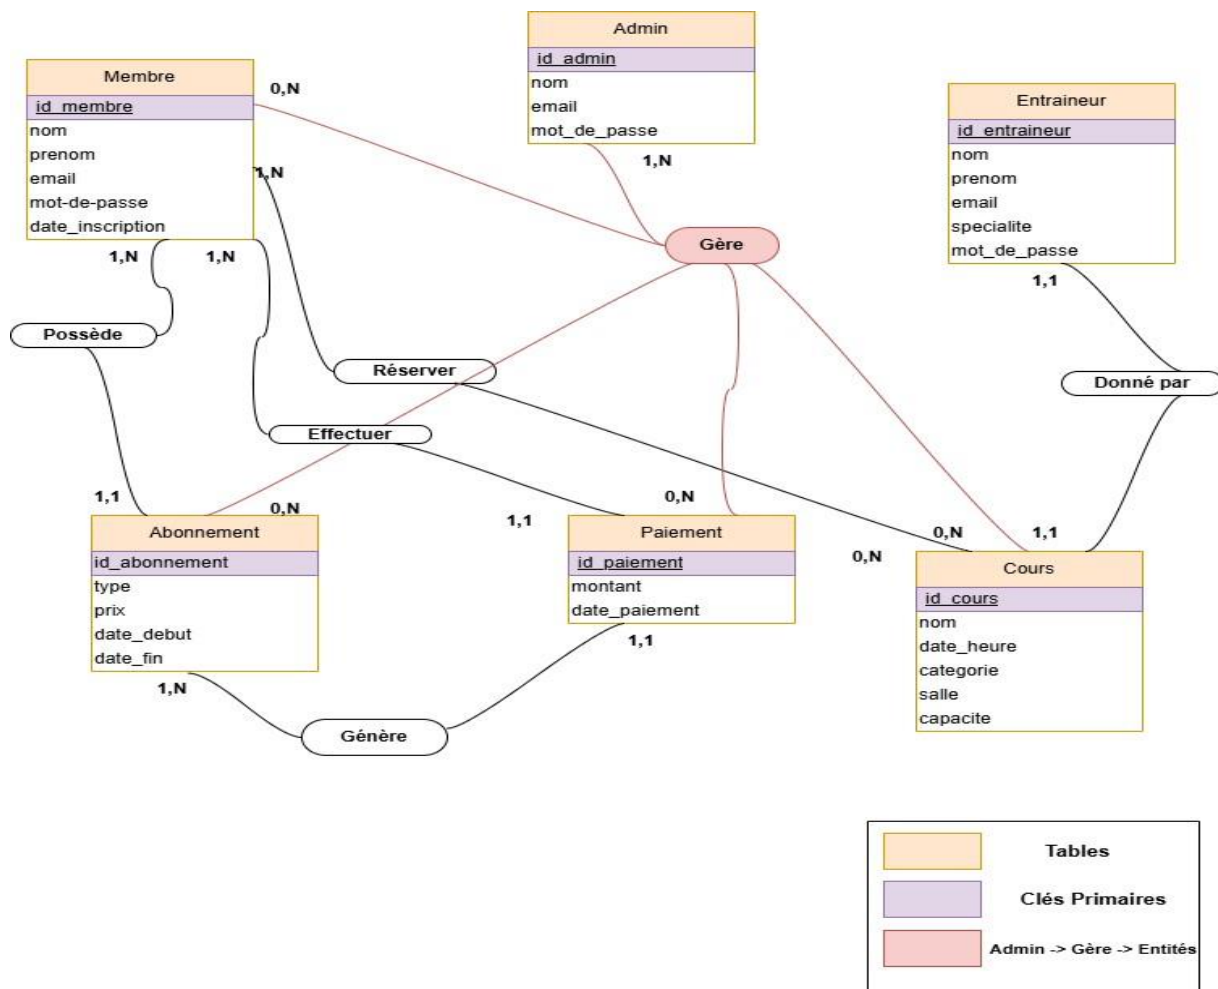 Admin
id_admin
nom
email
mot_de_passe
1,N
Membre
id_membre
nom
prenom
email
mot-de-passe
date_inscription
0,N
1,N
1,N
1,N
Entraineur
id_entraineur
nom
prenom
email
specialite
mot_de_passe
1,1
Gère
Possède
Réserver
Donné par
Effectuer
1,1
0,N
1,1
0,N
0,N
0,N
1,1
Abonnement
id_abonnement
type
prix
date_debut
date_fin
1,N
Paiement
id_paiement
montant
date_paiement
1,1
Cours
id_cours
nom
date_heure
categorie
salle
capacite
Génère
Tables
Clés Primaires
Admin -> Gère -> Entités